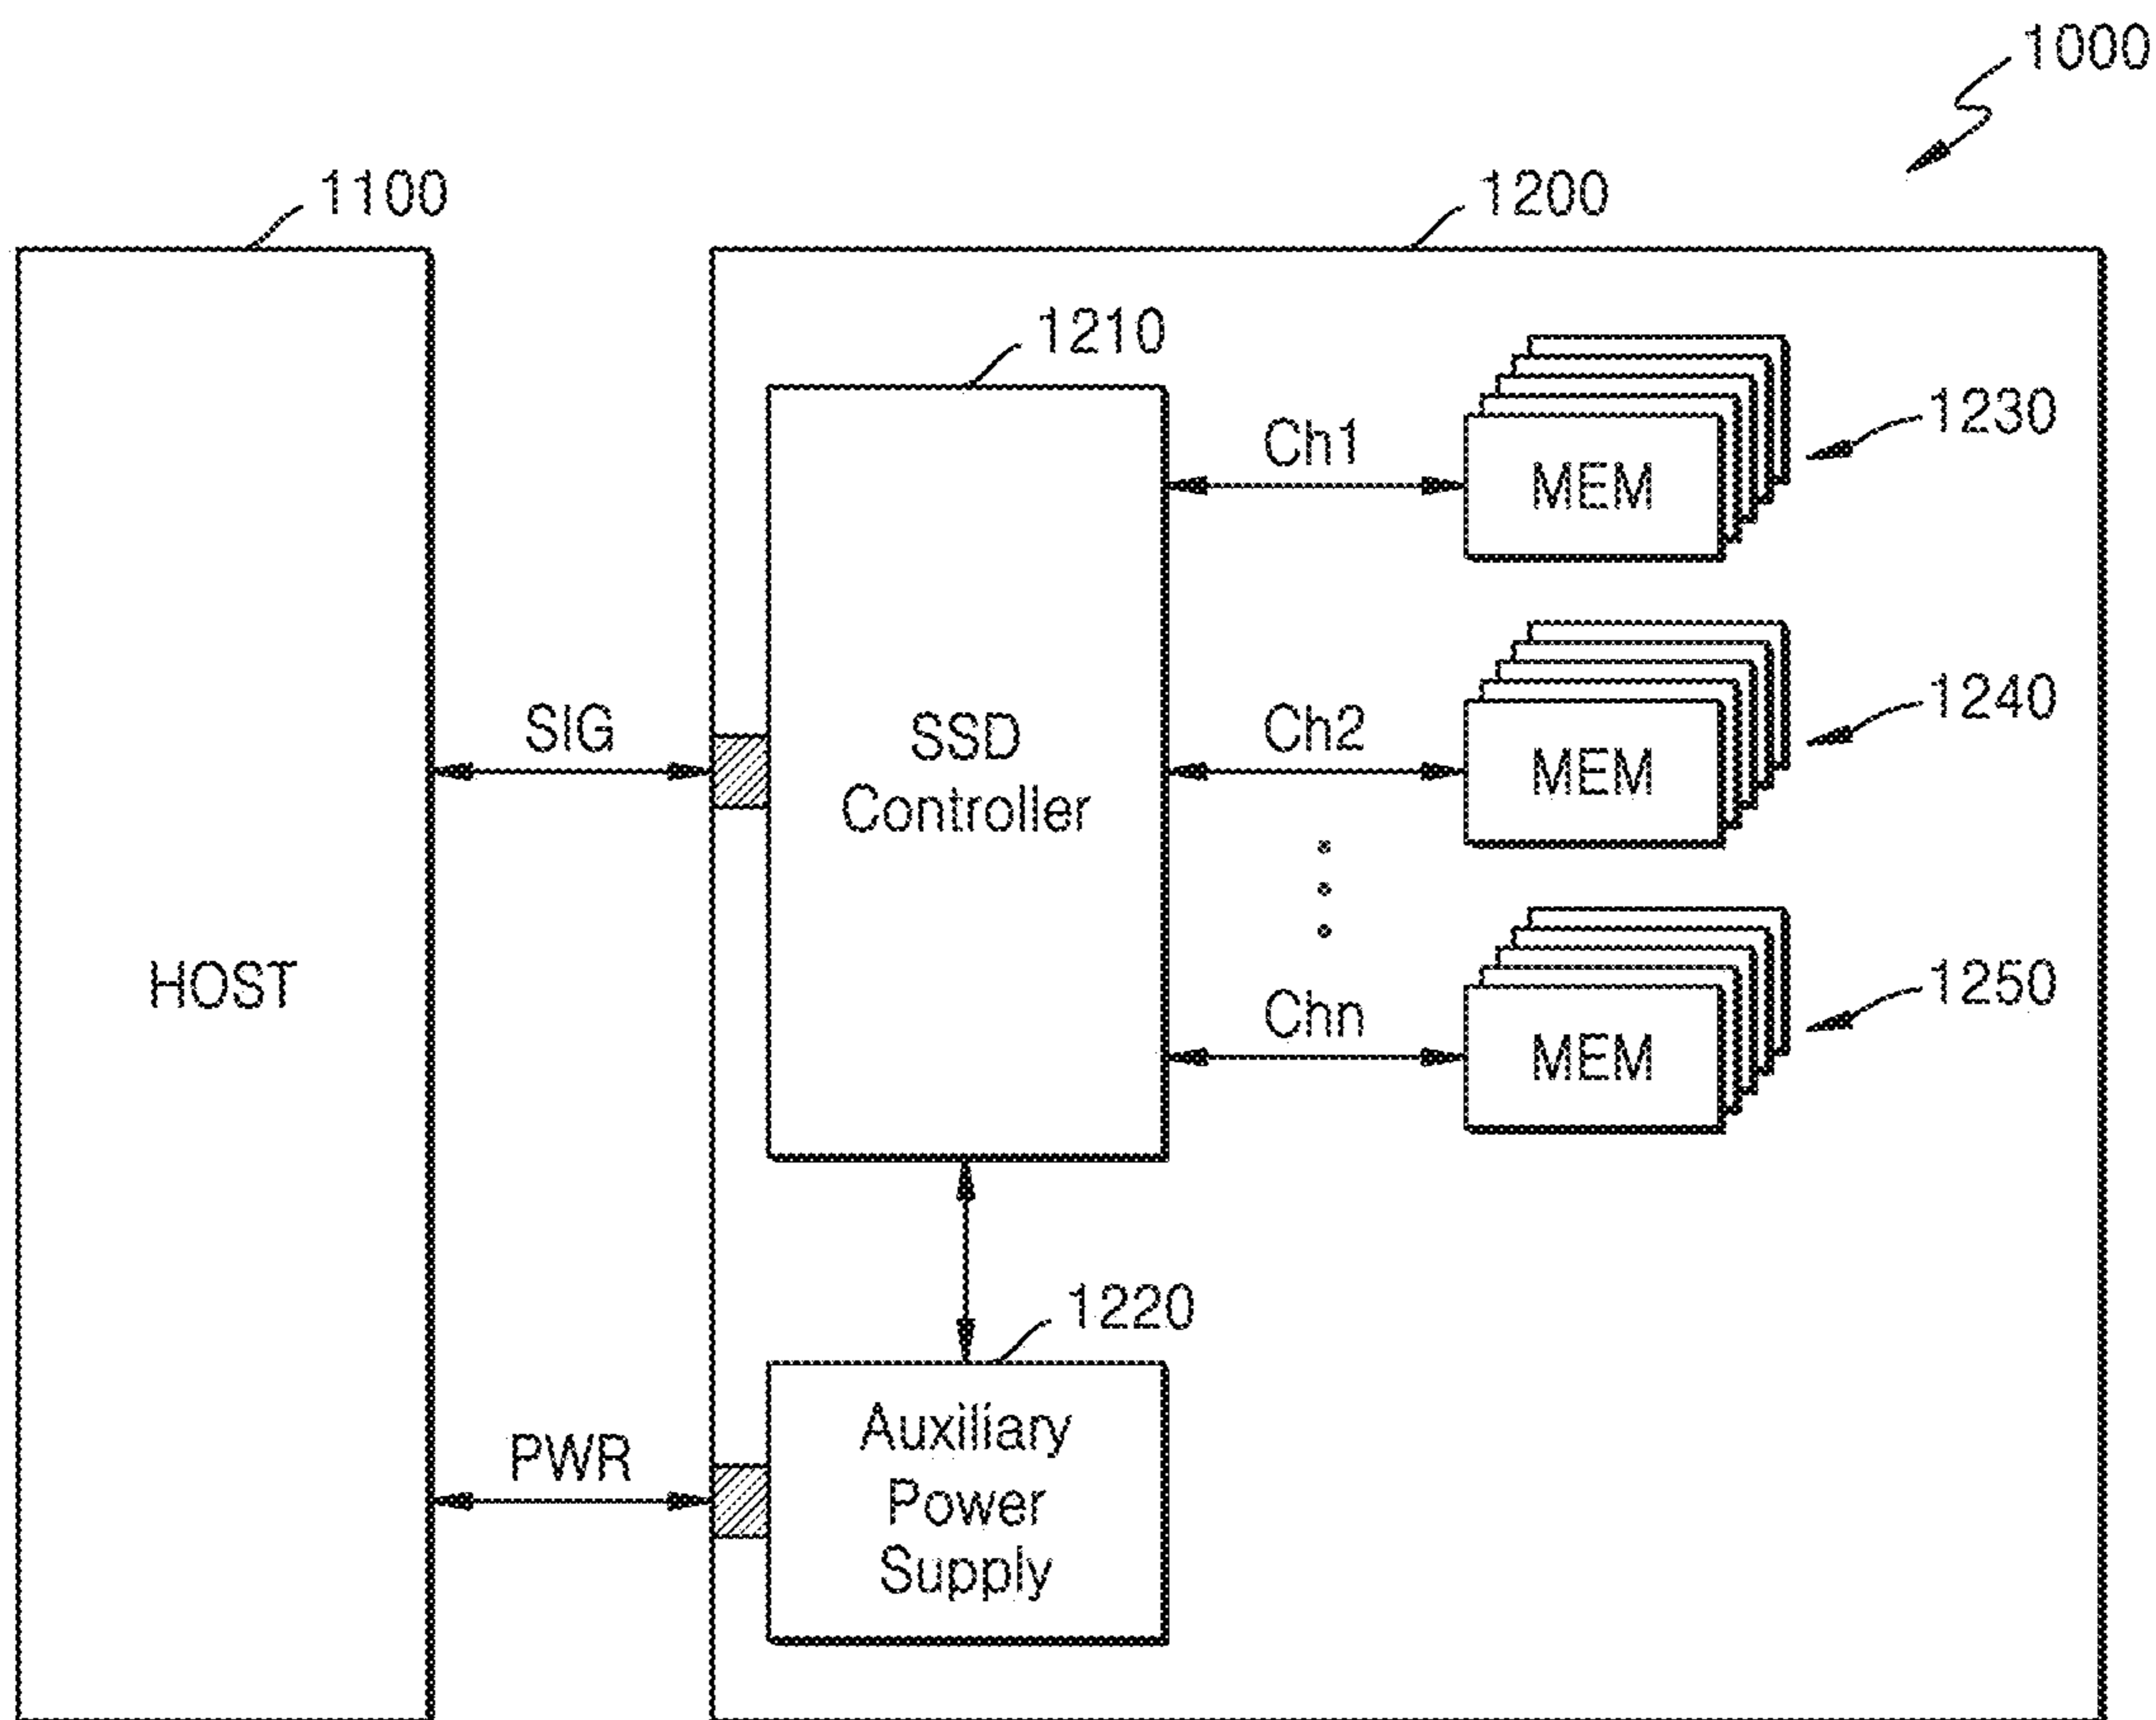 1000
1100
1200
1210
Ch1
MEM
1230
SIG
SSD
Controller
Ch2
MEM
1240
HOST
Chn
MEM
1250
1220
PWR
Auxiliary
Power
Supply